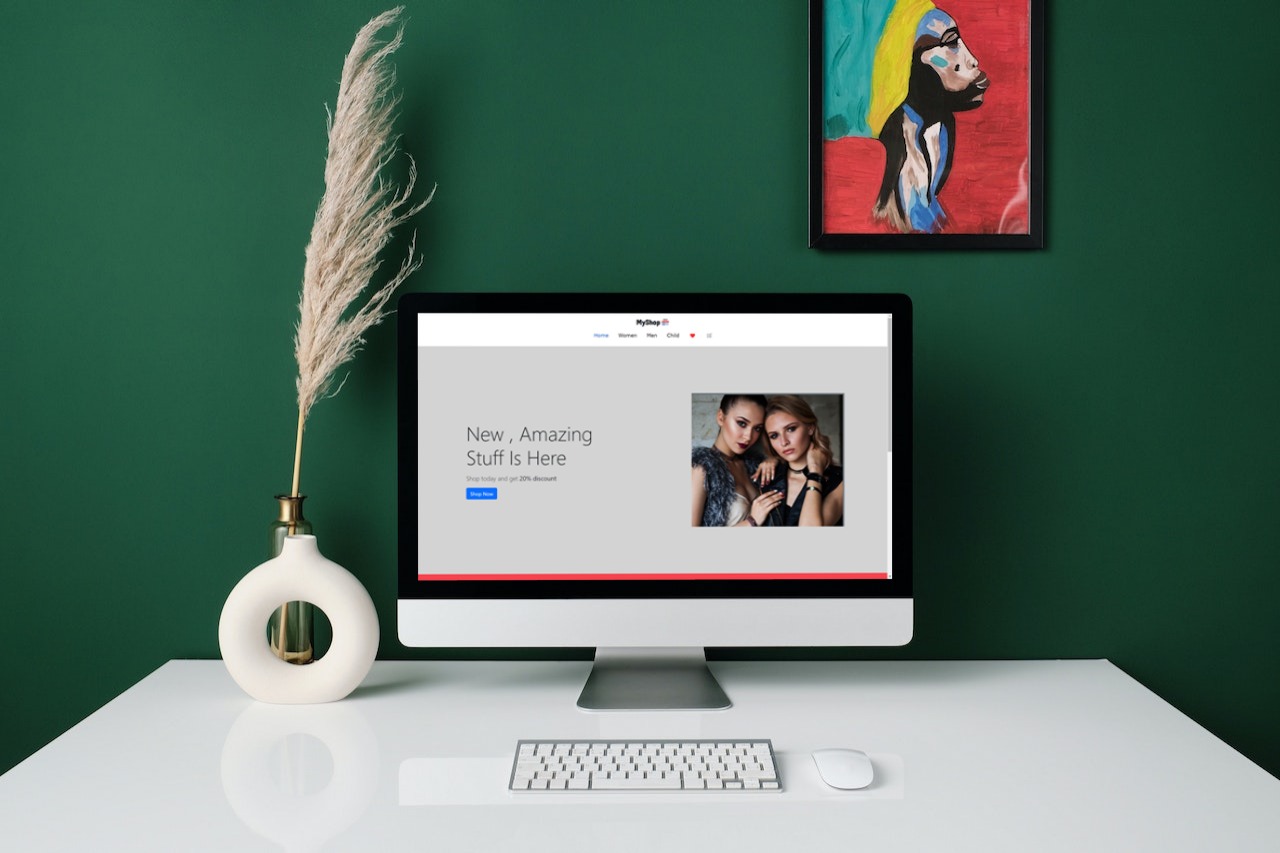 MyShop
Home Women Men Child
New , Amazing
Stuff Is Here
Shop today and get 20% discount
Shop Now